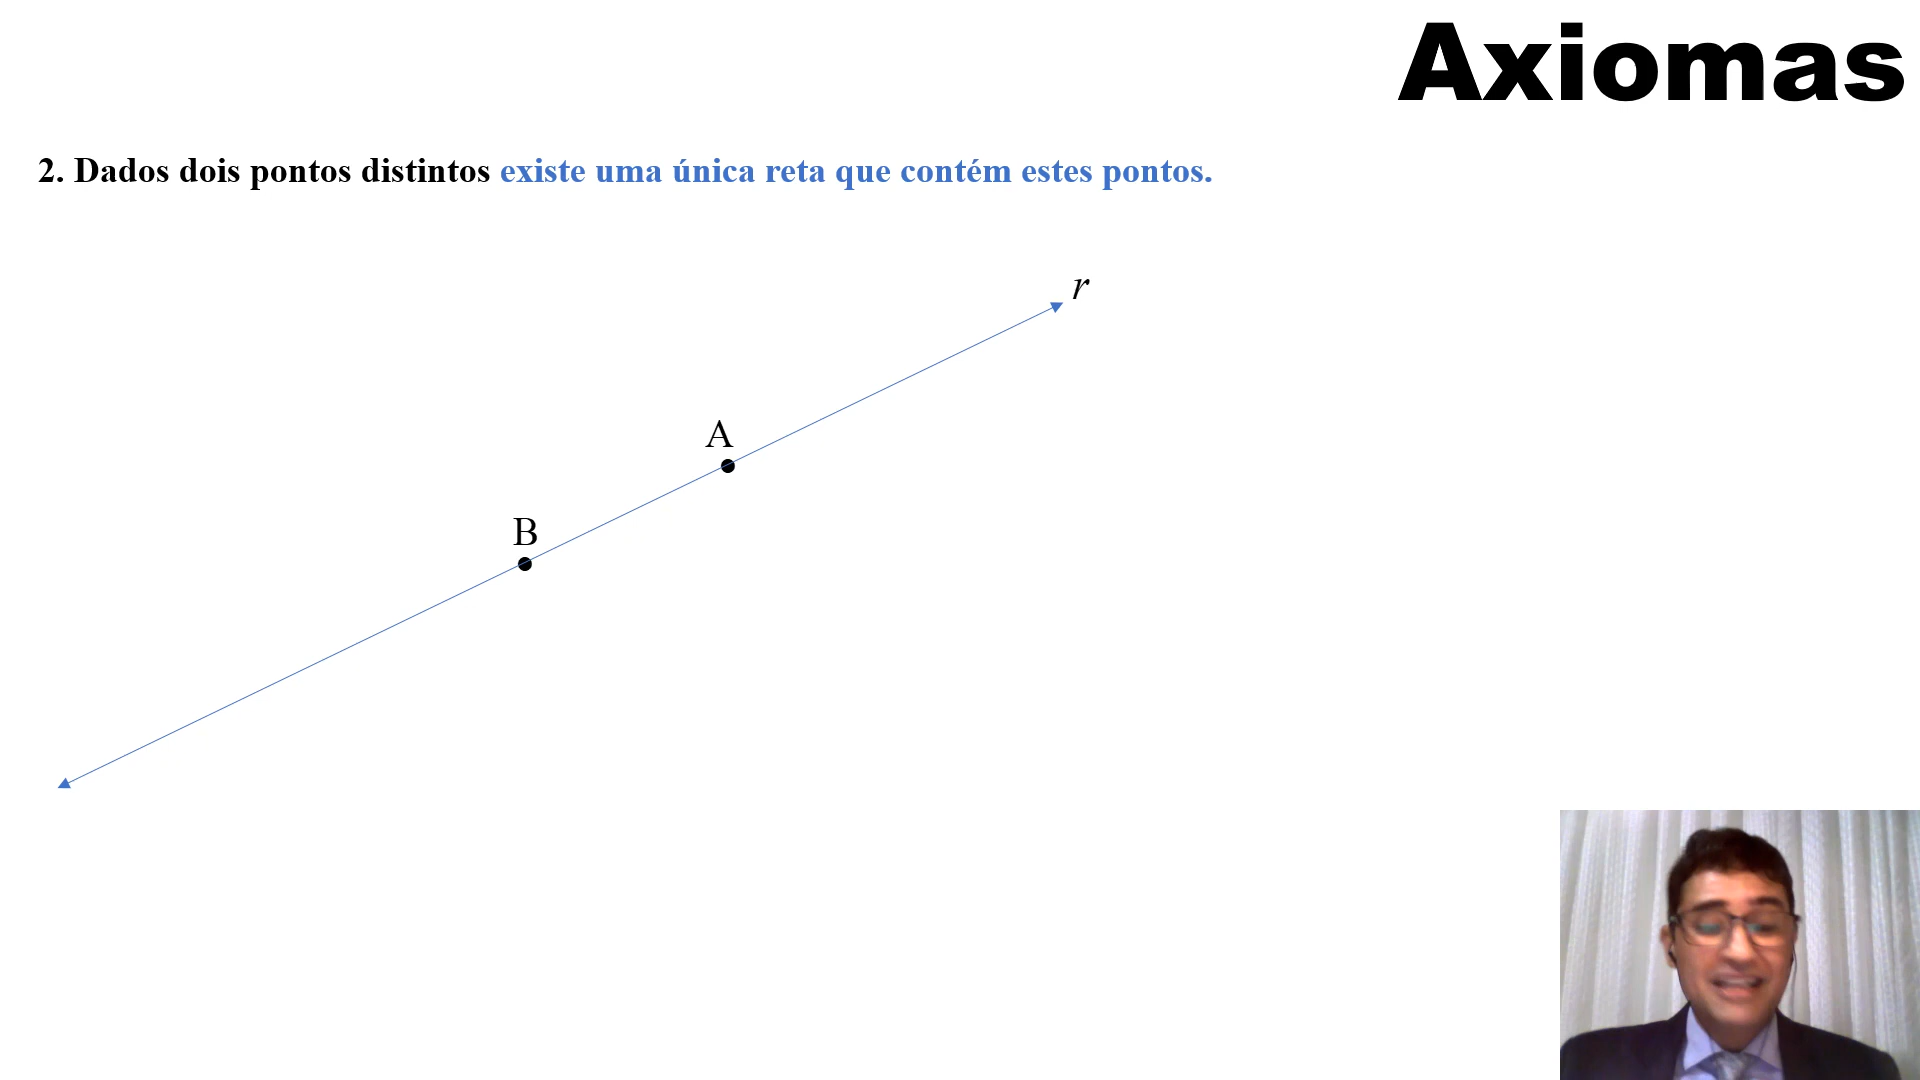 Axiomas
2. Dados dois pontos distintos existe uma única reta que contém estes pontos.
r
A
B